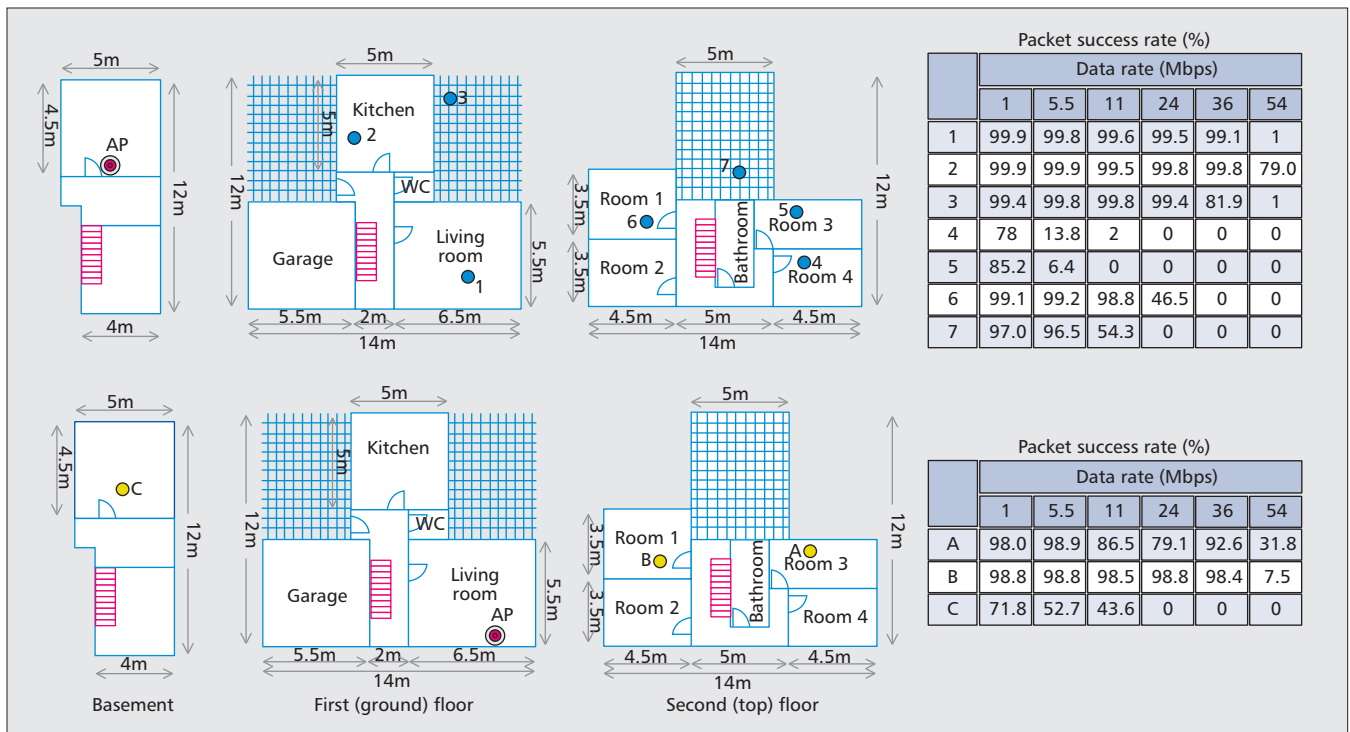 5m
4.5m
AP
12m
4m
5m
12m
5m
Kitchen
3
2
WC
Garage
Living
room
1
5.5m
5.5m
2m
6.5m
14m
5m
12m
7
3.5m
Room 1
6
5
Room 3
Bathroom
3.5m
Room 2
4
Room 4
4.5m
5m
4.5m
14m
Packet success rate (%)
Data rate (Mbps)
1 5.5 11 24 36 54
1 99.9 99.8 99.6 99.5 99.1 1
2 99.9 99.9 99.5 99.8 99.8 79.0
3 99.4 99.8 99.8 99.4 81.9 1
4 78 13.8 2 0 0 0
5 85.2 6.4 0 0 0 0
6 99.1 99.2 98.8 46.5 0 0
7 97.0 96.5 54.3 0 0 0
5m
4.5m
C
12m
4m
Basement
5m
12m
5m
Kitchen
WC
Garage
Living
room
AP
5.5m
5.5m
2m
6.5m
14m
First (ground) floor
5m
12m
3.5m
Room 1
B
A
Room 3
Bathroom
3.5m
Room 2
Room 4
4.5m
5m
4.5m
14m
Second (top) floor
Packet success rate (%)
Data rate (Mbps)
1 5.5 11 24 36 54
A 98.0 98.9 86.5 79.1 92.6 31.8
B 98.8 98.8 98.5 98.8 98.4 7.5
C 71.8 52.7 43.6 0 0 0